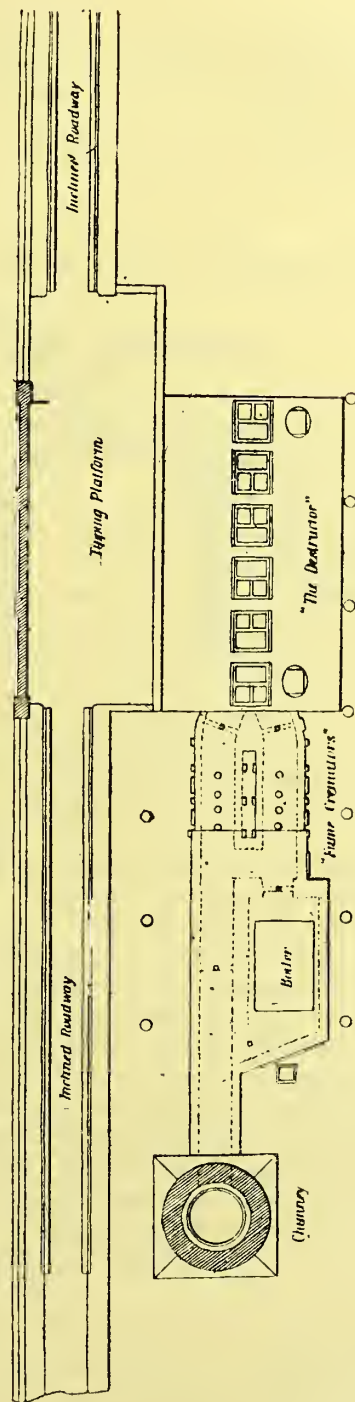 Inclined Roadway
Tipping Platform
"The Destructor"
"Fume Cremators"
Inclined Roadway
Boiler
Chimney